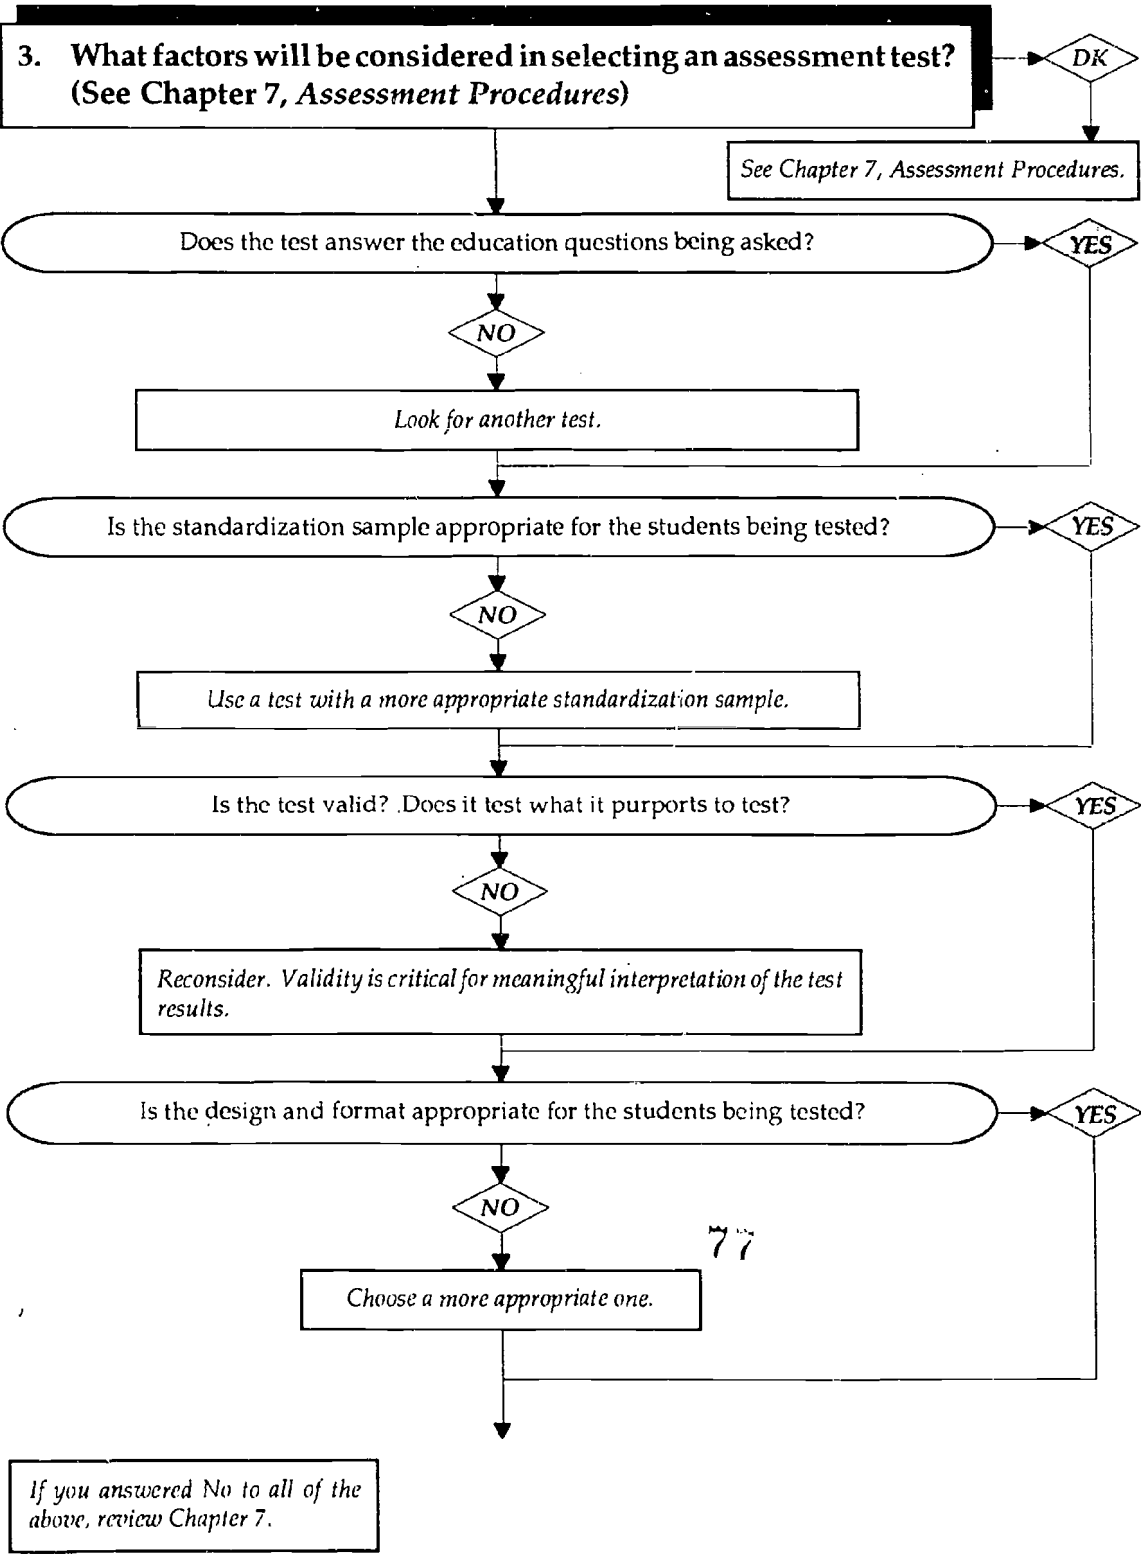 3. What factors will be considered in selecting an assessment test?
(See Chapter 7, Assessment Procedures)
DK
See Chapter 7, Assessment Procedures.
Does the test answer the education questions being asked?
YES
NO
Look for another test.
Is the standardization sample appropriate for the students being tested?
YES
NO
Use a test with a more appropriate standardization sample.
Is the test valid? Does it test what it purports to test?
YES
NO
Reconsider. Validity is critical for meaningful interpretation of the test
results.
Is the design and format appropriate for the students being tested?
YES
NO
77
Choose a more appropriate one.
If you answered No to all of the
above, review Chapter 7.